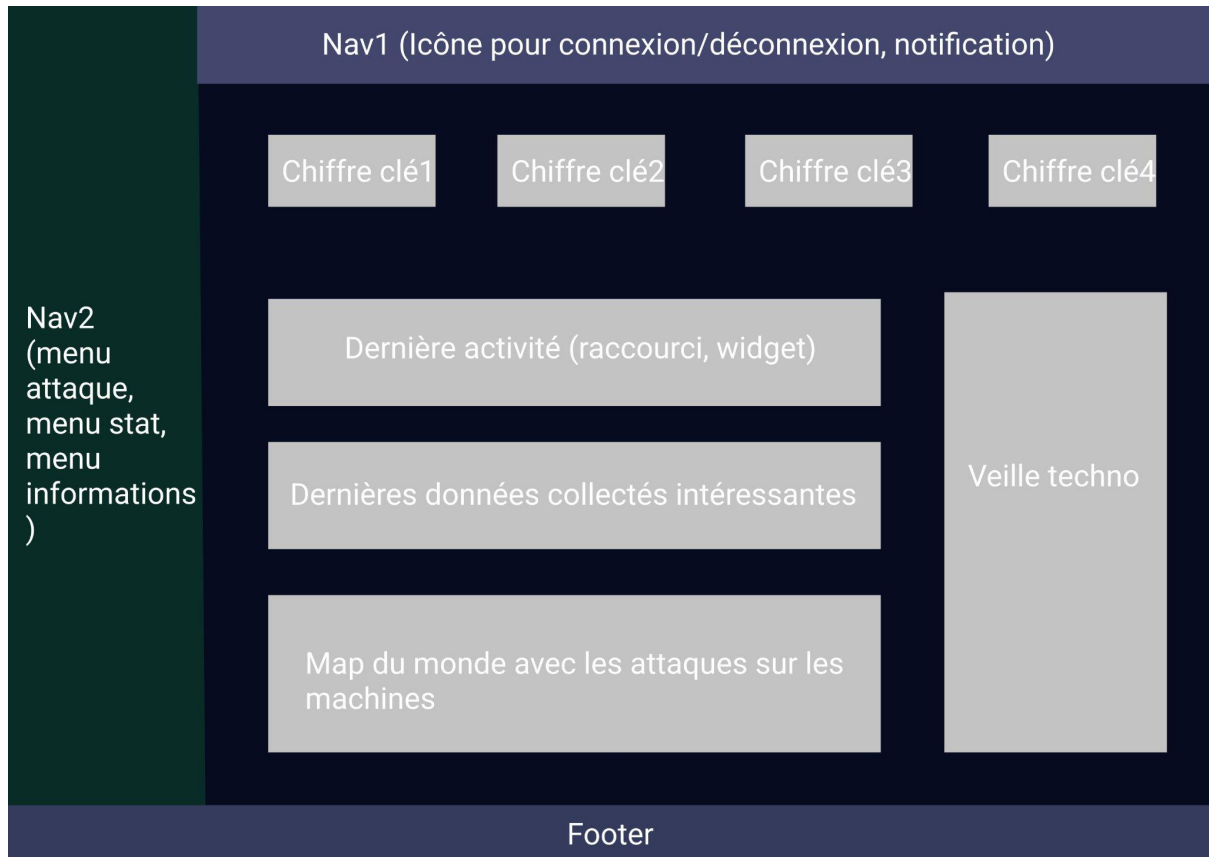 Nav1 (Icône pour connexion/déconnexion, notification)
Chiffre clé1
Chiffre clé2
Chiffre clé3
Chiffre clé4
Nav2
(menu
attaque,
menu stat,
menu
informations
)
Dernière activité (raccourci, widget)
Dernières données collectés intéressantes
Map du monde avec les attaques sur les
machines
Veille techno
Footer